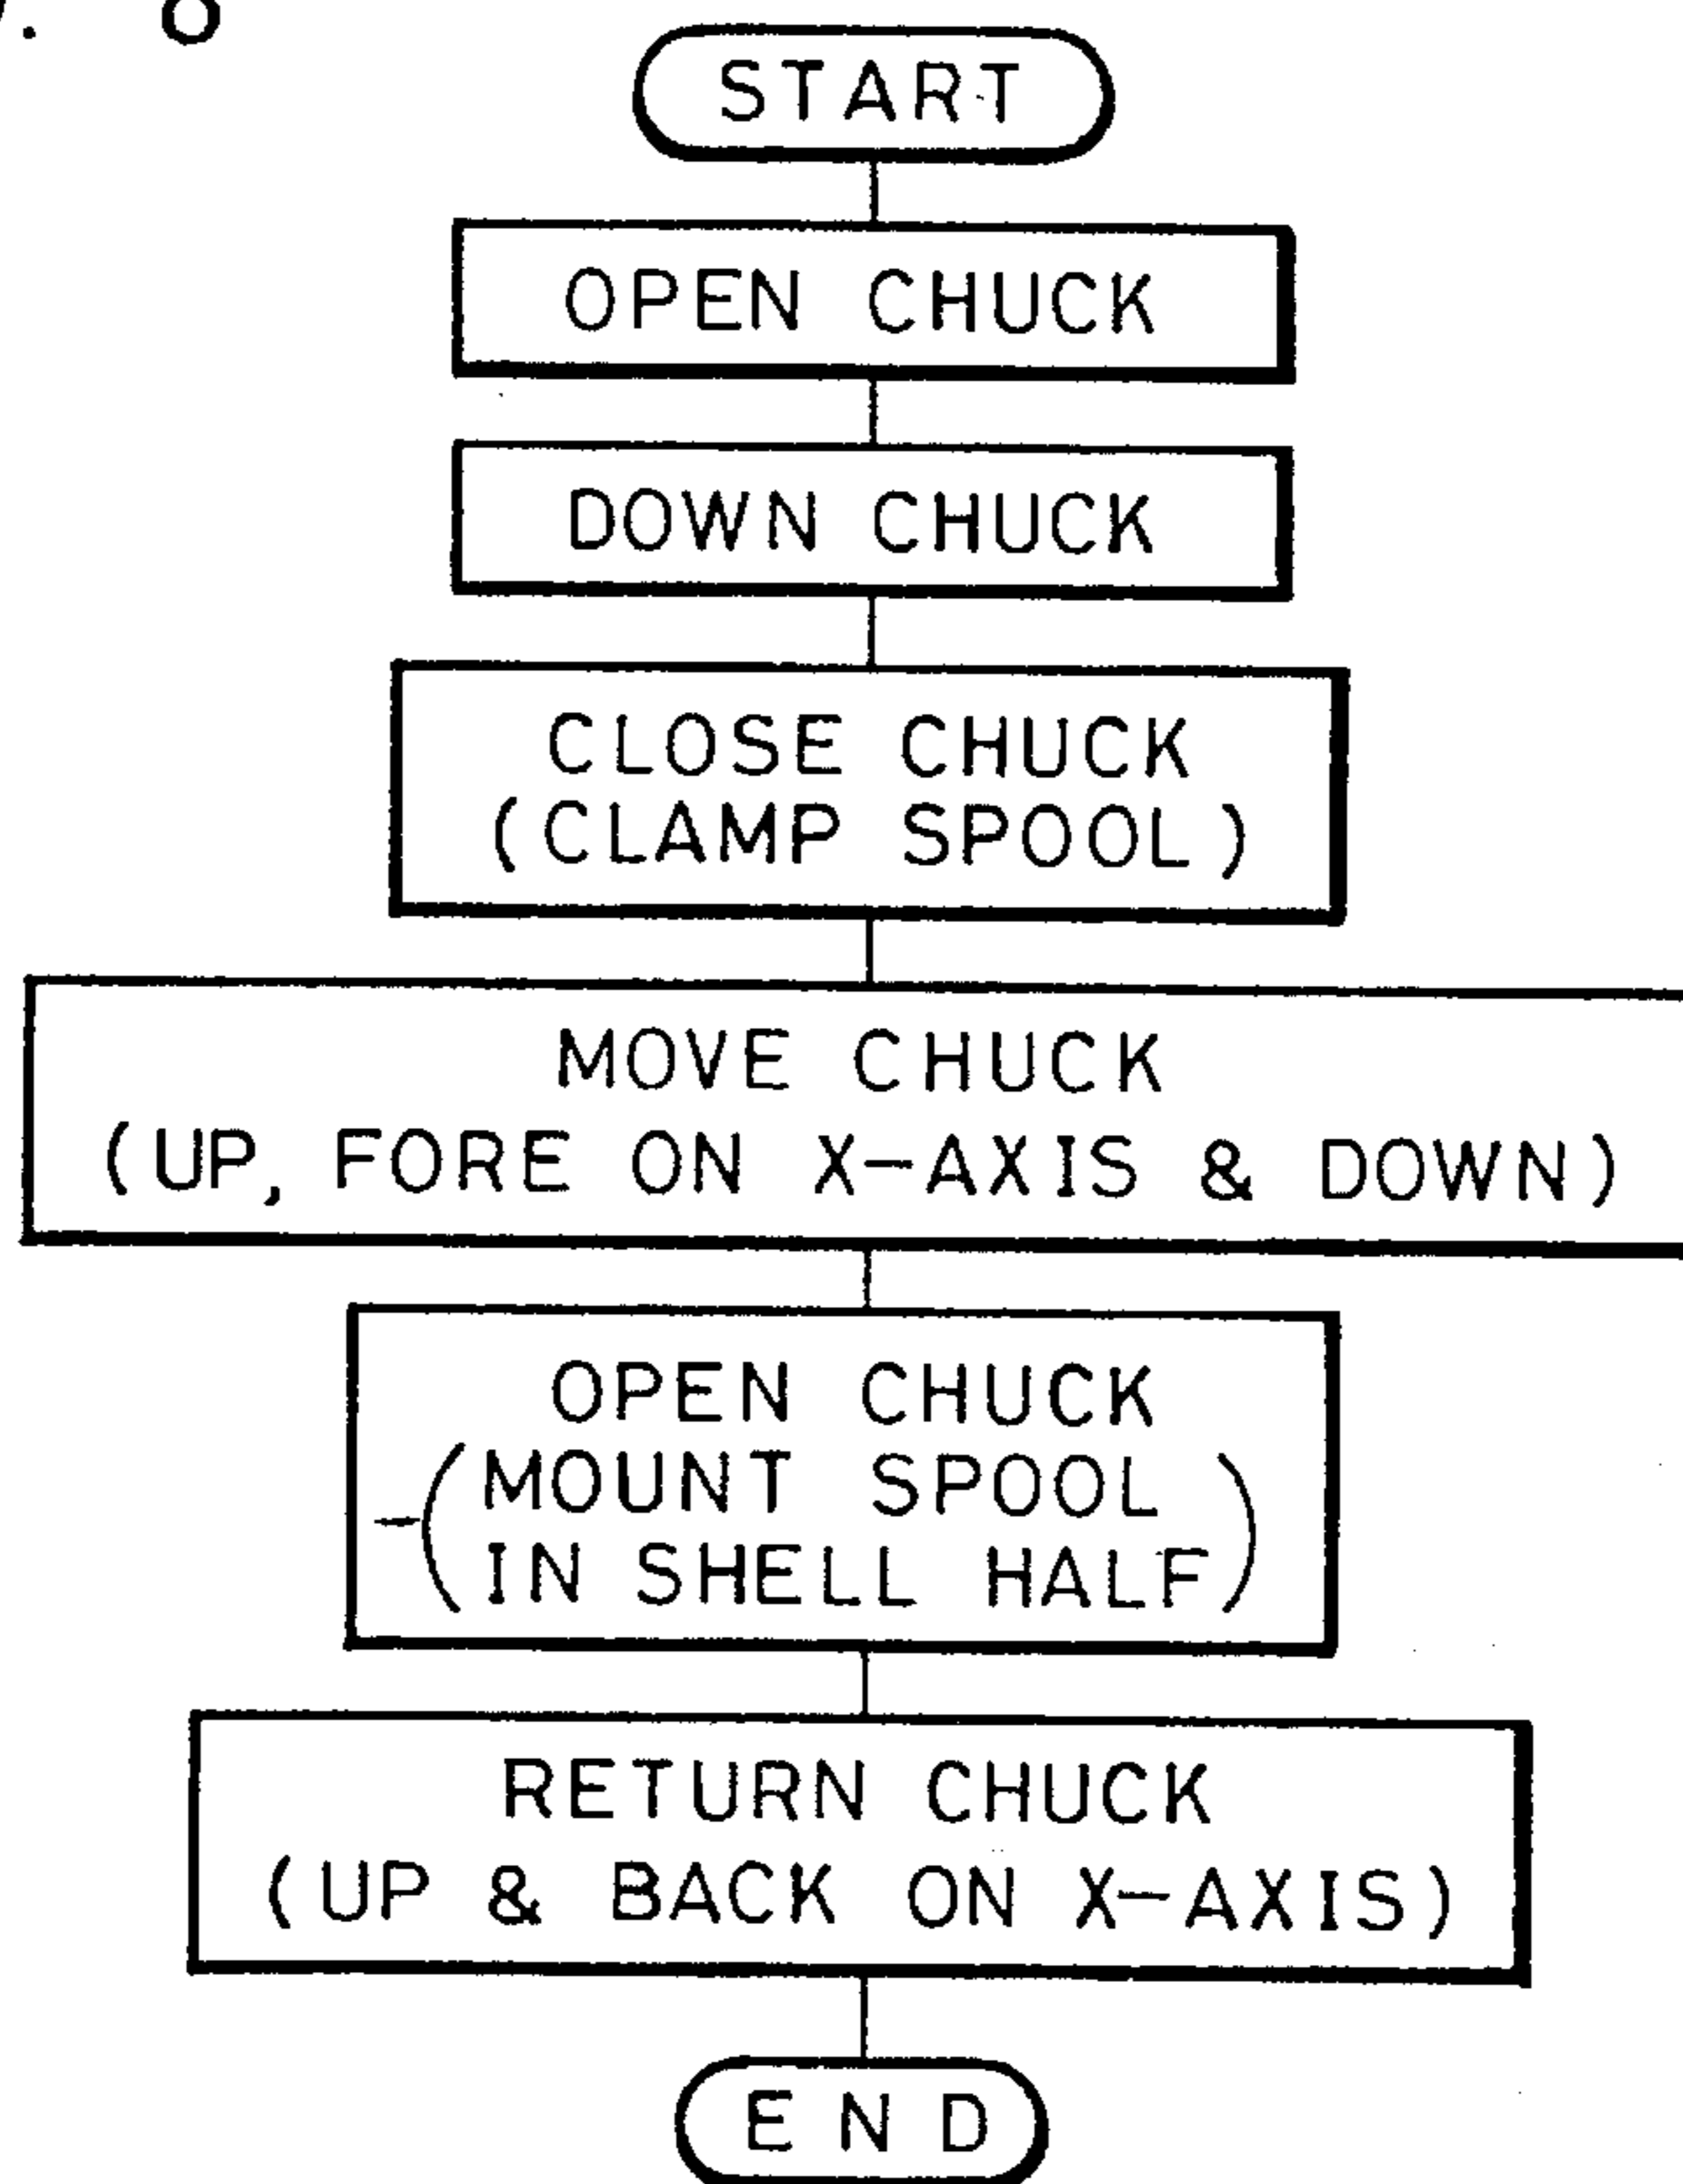 START
OPEN CHUCK
DOWN CHUCK
CLOSE CHUCK
(CLAMP SPOOL)
MOVE CHUCK
(UP, FORE ON X-AXIS & DOWN)
OPEN CHUCK
(MOUNT SPOOL
IN SHELL HALF)
RETURN CHUCK
(UP & BACK ON X-AXIS)
END